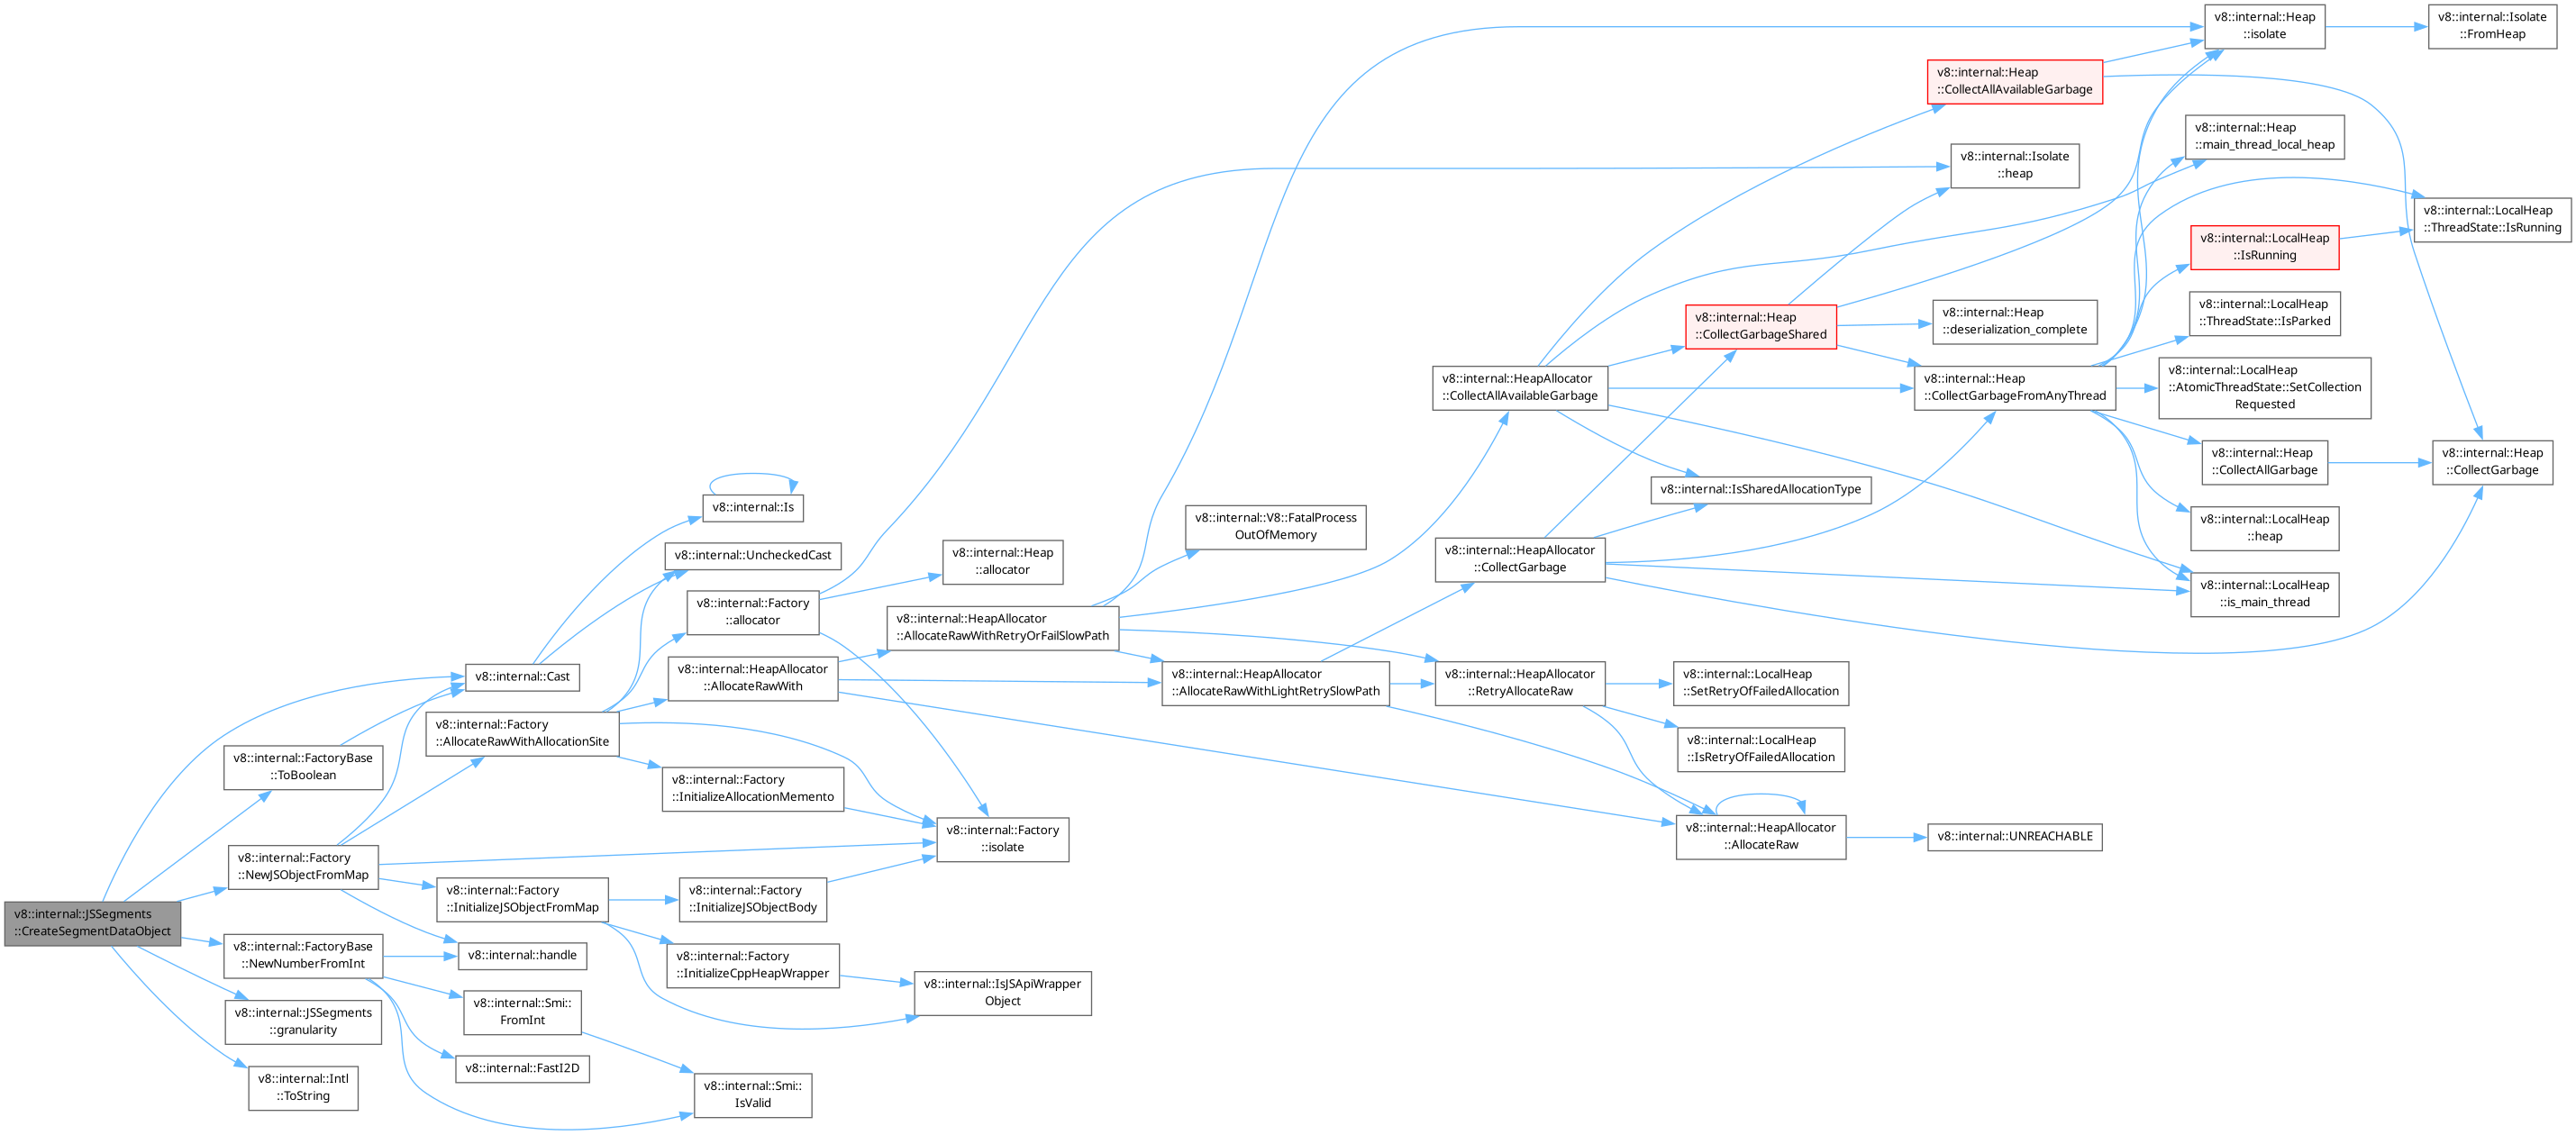 v8::internal::JSSegments
::CreateSegmentDataObject
v8::internal::FactoryBase
::ToBoolean
v8::internal::Factory
::NewJSObjectFromMap
v8::internal::FactoryBase
::NewNumberFromInt
v8::internal::JSSegments
::granularity
v8::internal::Intl
::ToString
v8::internal::Cast
v8::internal::Factory
::AllocateRawWithAllocationSite
v8::internal::Factory
::InitializeJSObjectFromMap
v8::internal::handle
v8::internal::Smi::
FromInt
v8::internal::FastI2D
v8::internal::Is
v8::internal::UncheckedCast
v8::internal::Factory
::allocator
v8::internal::HeapAllocator
::AllocateRawWith
v8::internal::Factory
::InitializeAllocationMemento
v8::internal::Factory
::InitializeJSObjectBody
v8::internal::Factory
::InitializeCppHeapWrapper
v8::internal::Smi::
IsValid
v8::internal::Heap
::allocator
v8::internal::HeapAllocator
::AllocateRawWithRetryOrFailSlowPath
v8::internal::Factory
::isolate
v8::internal::IsJSApiWrapper
Object
v8::internal::V8::FatalProcess
OutOfMemory
v8::internal::HeapAllocator
::AllocateRawWithLightRetrySlowPath
v8::internal::HeapAllocator
::CollectAllAvailableGarbage
v8::internal::HeapAllocator
::CollectGarbage
v8::internal::HeapAllocator
::RetryAllocateRaw
v8::internal::Heap
::CollectGarbageShared
v8::internal::IsSharedAllocationType
v8::internal::LocalHeap
::SetRetryOfFailedAllocation
v8::internal::LocalHeap
::IsRetryOfFailedAllocation
v8::internal::HeapAllocator
::AllocateRaw
v8::internal::Heap
::CollectAllAvailableGarbage
v8::internal::Isolate
::heap
v8::internal::Heap
::deserialization_complete
v8::internal::Heap
::CollectGarbageFromAnyThread
v8::internal::UNREACHABLE
v8::internal::Heap
::isolate
v8::internal::Heap
::main_thread_local_heap
v8::internal::LocalHeap
::IsRunning
v8::internal::LocalHeap
::ThreadState::IsParked
v8::internal::LocalHeap
::AtomicThreadState::SetCollection
Requested
v8::internal::Heap
::CollectAllGarbage
v8::internal::LocalHeap
::heap
v8::internal::LocalHeap
::is_main_thread
v8::internal::Isolate
::FromHeap
v8::internal::LocalHeap
::ThreadState::IsRunning
v8::internal::Heap
::CollectGarbage